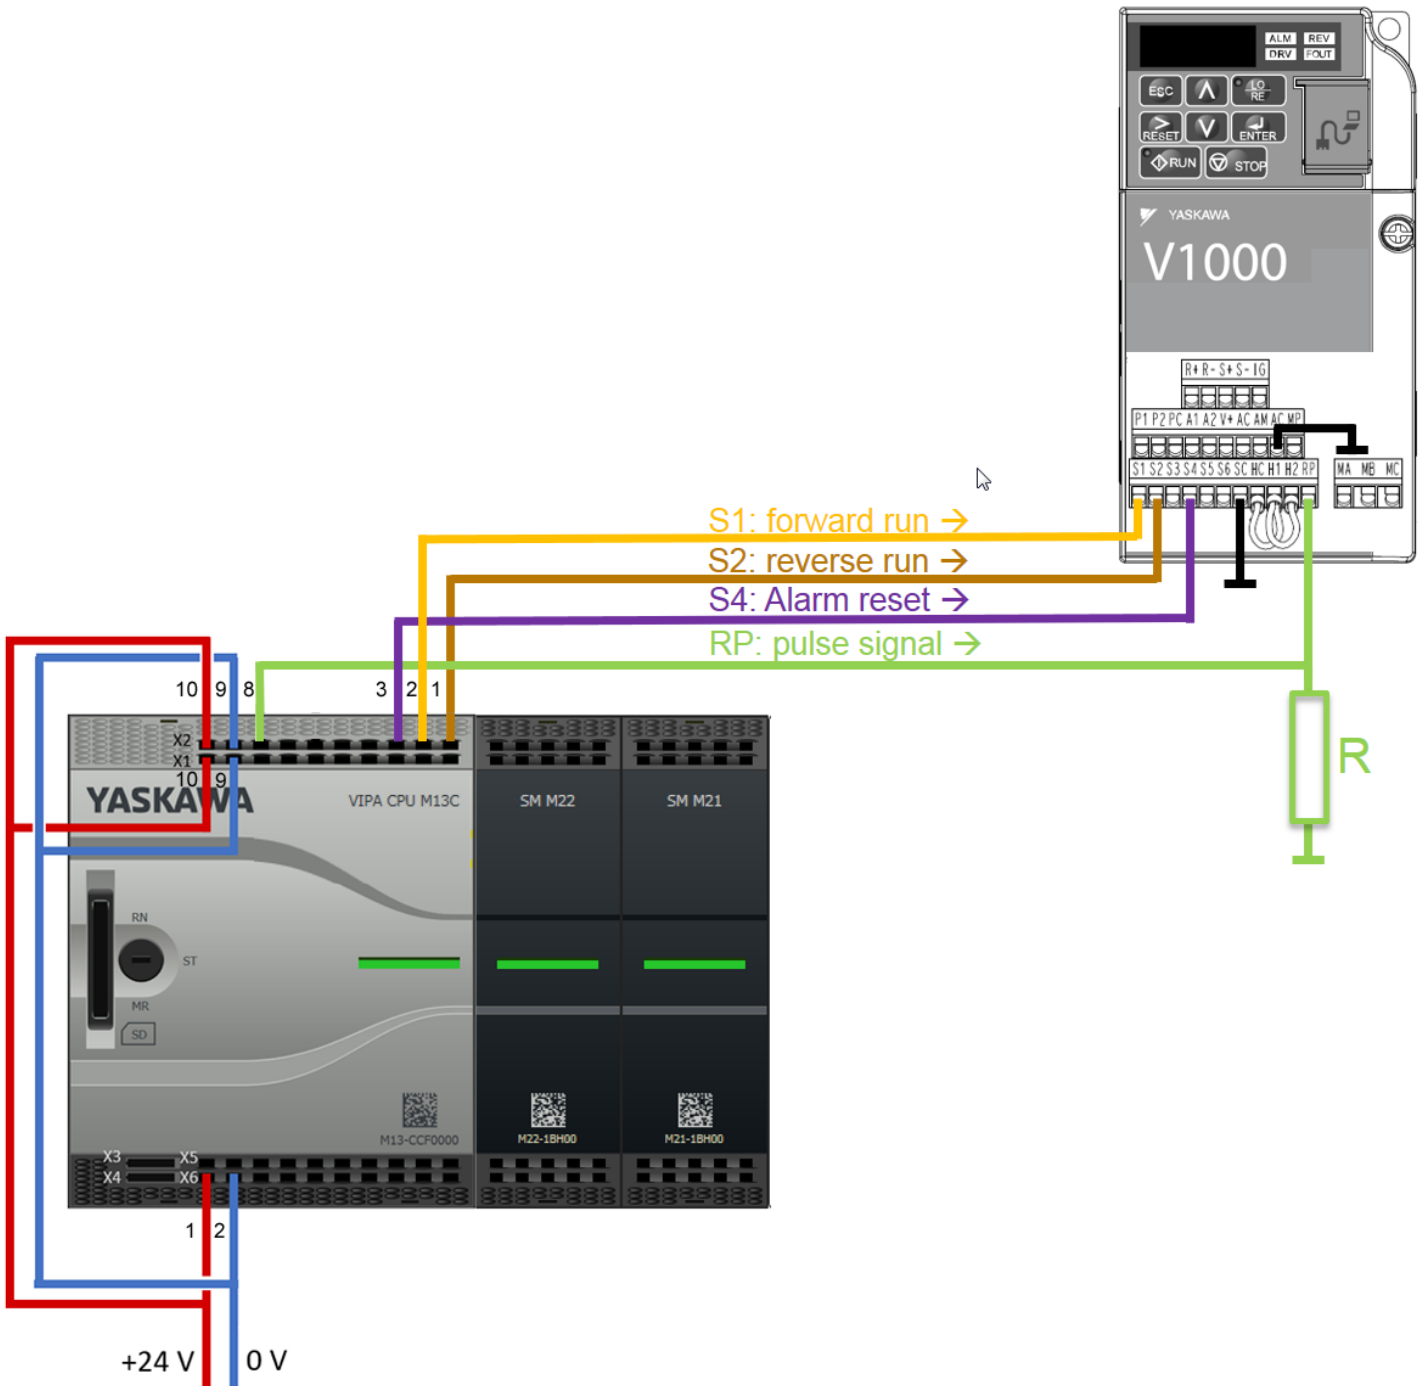 ALM REV
DRV FOUT
ESC LO
RE
RESET ENTER
RUN STOP
YASKAWA
V1000
R+ R- S+ S- IG
P1 P2 PC A1 A2 V+ AC AM AC MP
S1 S2 S3 S4 S5 S6 SC HC H1 H2 RP MA MB MC
S1: forward run →
S2: reverse run →
S4: Alarm reset →
RP: pulse signal →
10 9 8 3 2 1
X2
X1
10 9
R
YASKAWA VIPA CPU M13C SM M22 SM M21
RN
ST
MR
SD
M13-CCF0000 M22-1BH00 M21-1BH00
X3 X5
X4 X6
1 2
+24 V 0 V